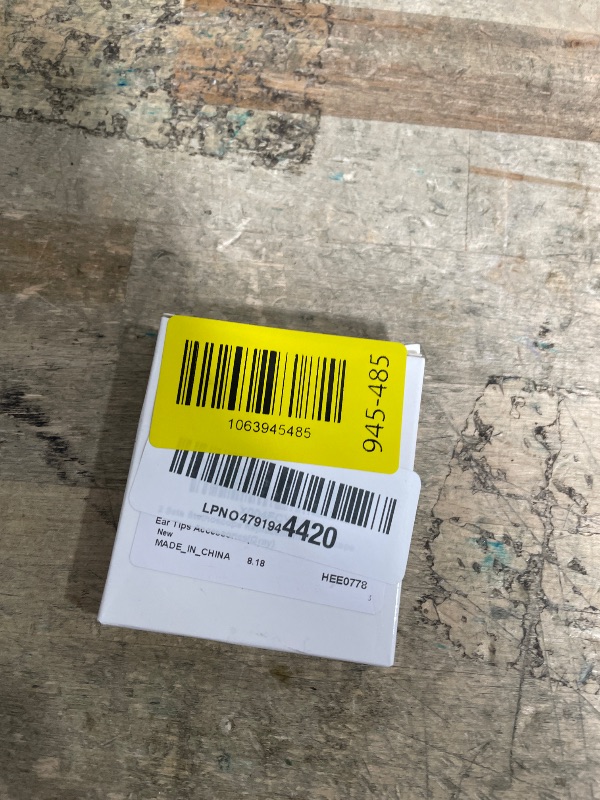 1063945485
945-485
LPNO4791944420
Ear Tips
New
MADE_IN_CHINA 8.18
HEE0778